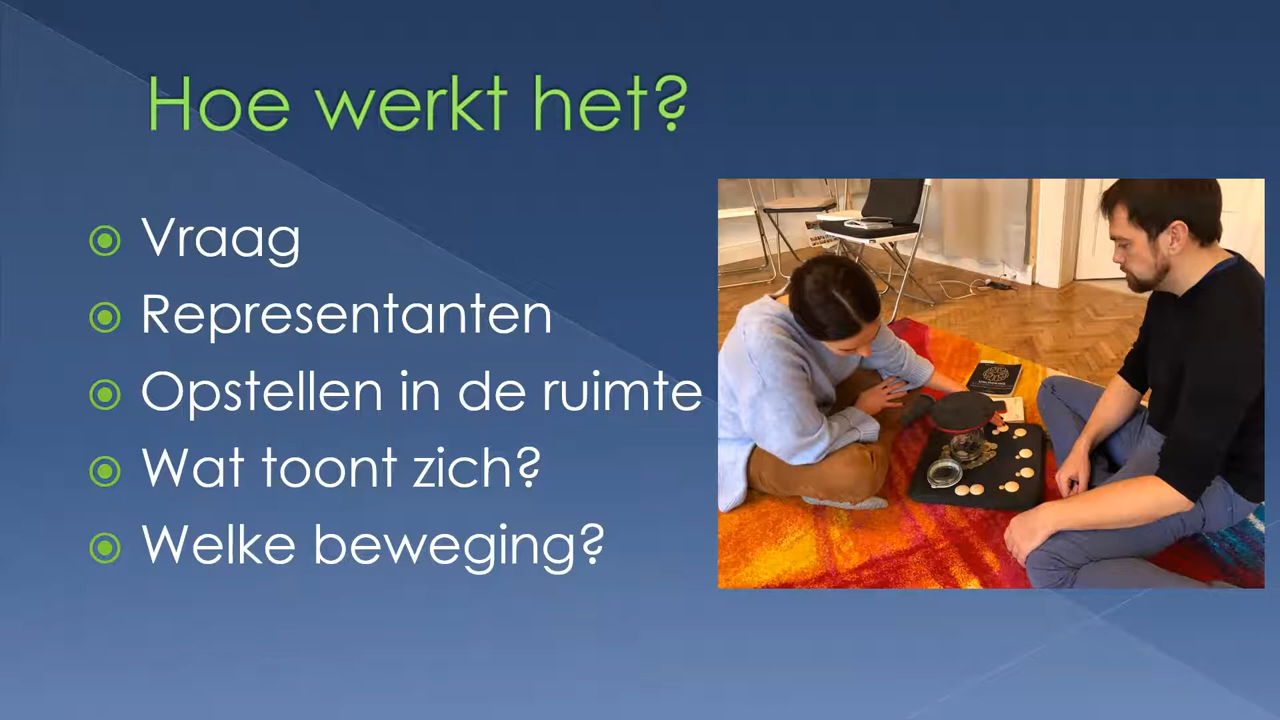 Hoe werkt het?
Vraag
Representanten
Opstellen in de ruimte
Wat toont zich?
Welke beweging?